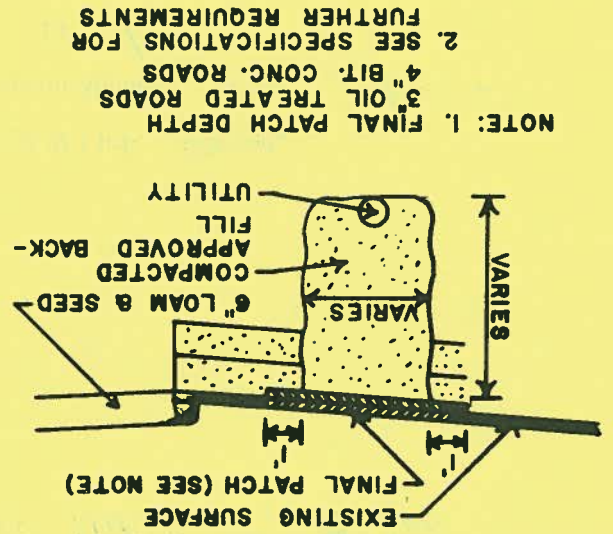 EXISTING SURFACE
FINAL PATCH (SEE NOTE)
1'
1'
6" LOAM & SEED
COMPACTED
APPROVED BACK-
FILL
UTILITY
VARIES
VARIES
NOTE: 1. FINAL PATCH DEPTH
3" OIL TREATED ROADS
4" BIT. CONC. ROADS
2. SEE SPECIFICATIONS FOR
FURTHER REQUIREMENTS